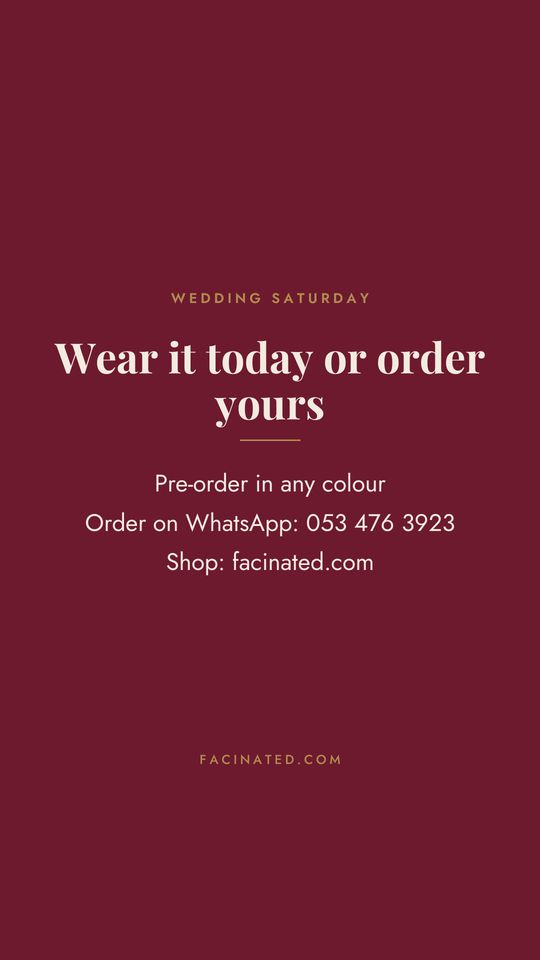 WEDDING SATURDAY
Wear it today or order
yours
Pre-order in any colour
Order on WhatsApp: 053 476 3923
Shop: facinated.com
FACINATED.COM